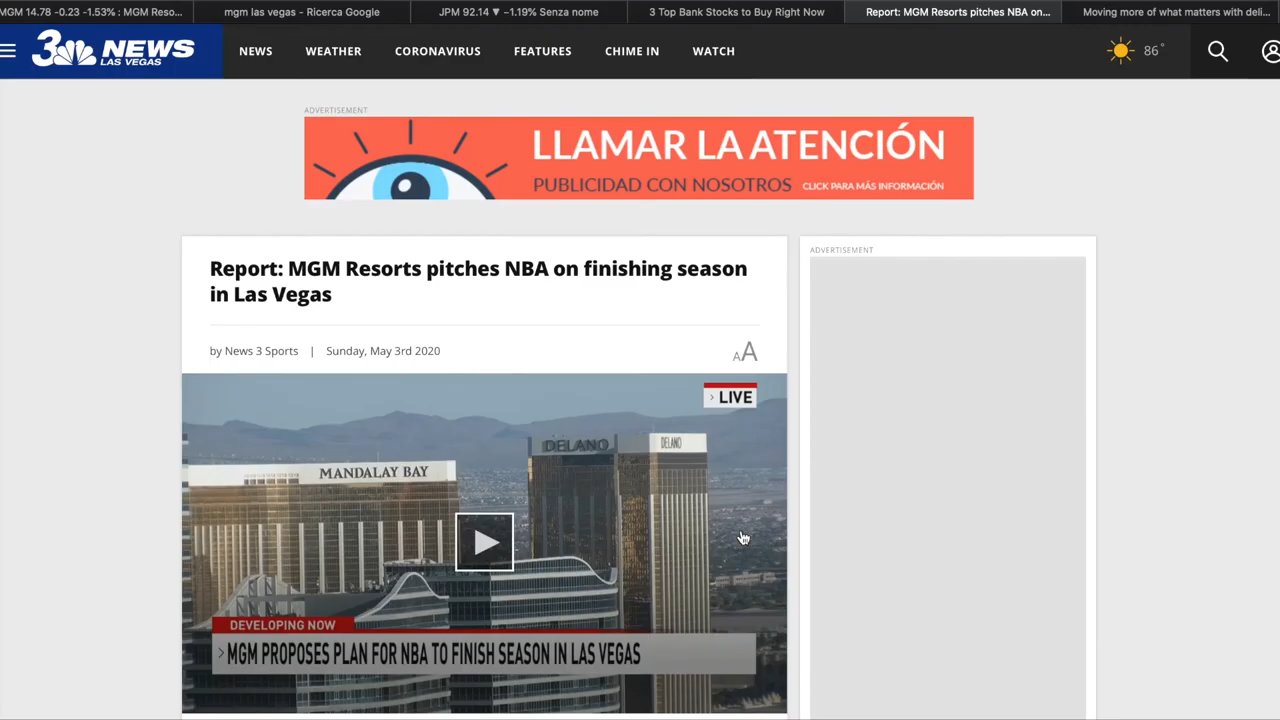 MGM 14.78 -0.23 -1.53% : MGM Reso...
mgm las vegas - Ricerca Google
JPM 92.14 ▼ -1.19% Senza nome
3 Top Bank Stocks to Buy Right Now
Report: MGM Resorts pitches NBA on...
Moving more of what matters with deli...
3 NEWS
LAS VEGAS
NEWS
WEATHER
CORONAVIRUS
FEATURES
CHIME IN
WATCH
86°
ADVERTISEMENT
LLAMAR LA ATENCIÓN
PUBLICIDAD CON NOSOTROS CLICK PARA MÁS INFORMACIÓN
Report: MGM Resorts pitches NBA on finishing season
in Las Vegas
by News 3 Sports | Sunday, May 3rd 2020
AA
ADVERTISEMENT
› LIVE
DELANO
DELANO
MANDALAY BAY
DEVELOPING NOW
› MGM PROPOSES PLAN FOR NBA TO FINISH SEASON IN LAS VEGAS